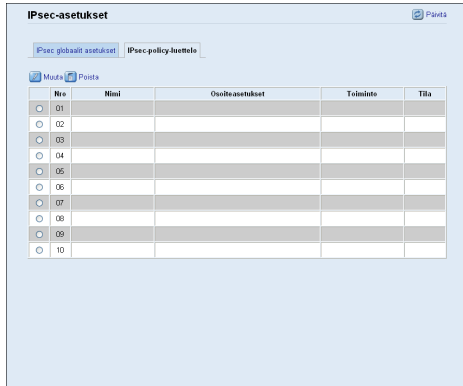 IPsec-asetukset Päivitä
IPsec globaalit asetukset IPsec-policy-luettelo
Muuta Poista
Nro Nimi Osoiteasetukset Toiminto Tila
01
02
03
04
05
06
07
08
09
10